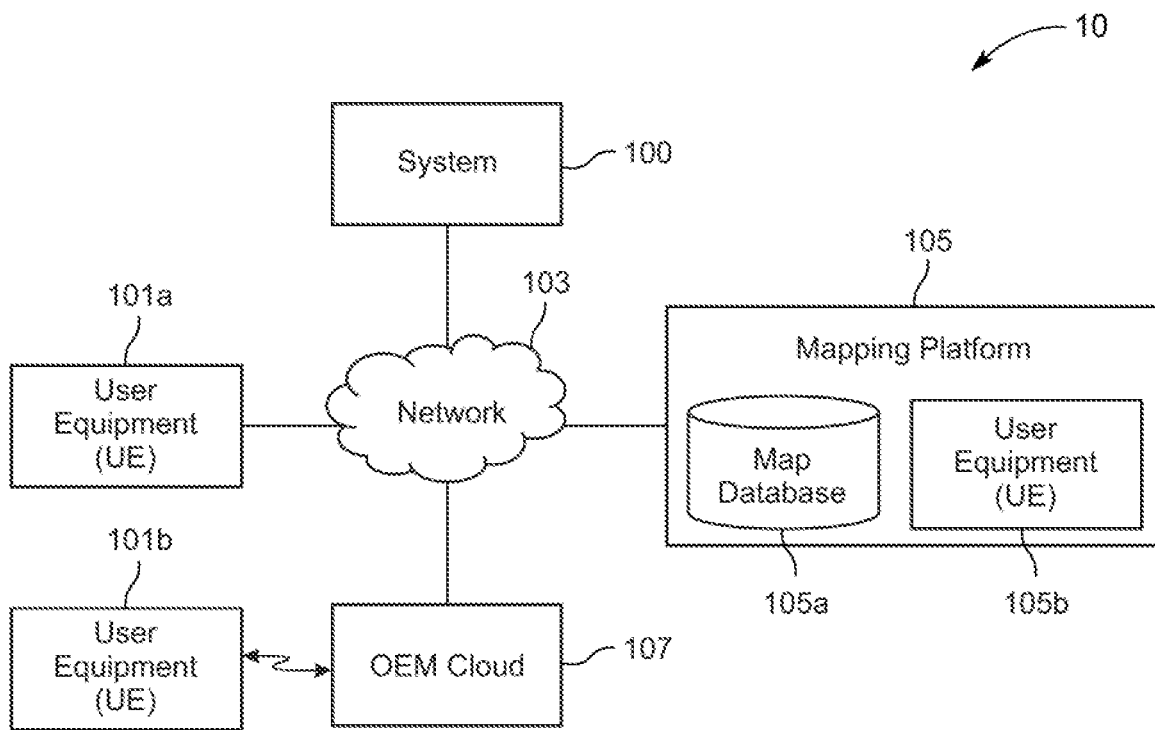 10
System
100
105
103
101a
Mapping Platform
User
Equipment
(UE)
Network
Map
Database
User
Equipment
(UE)
101b
105a
105b
User
Equipment
(UE)
OEM Cloud
107